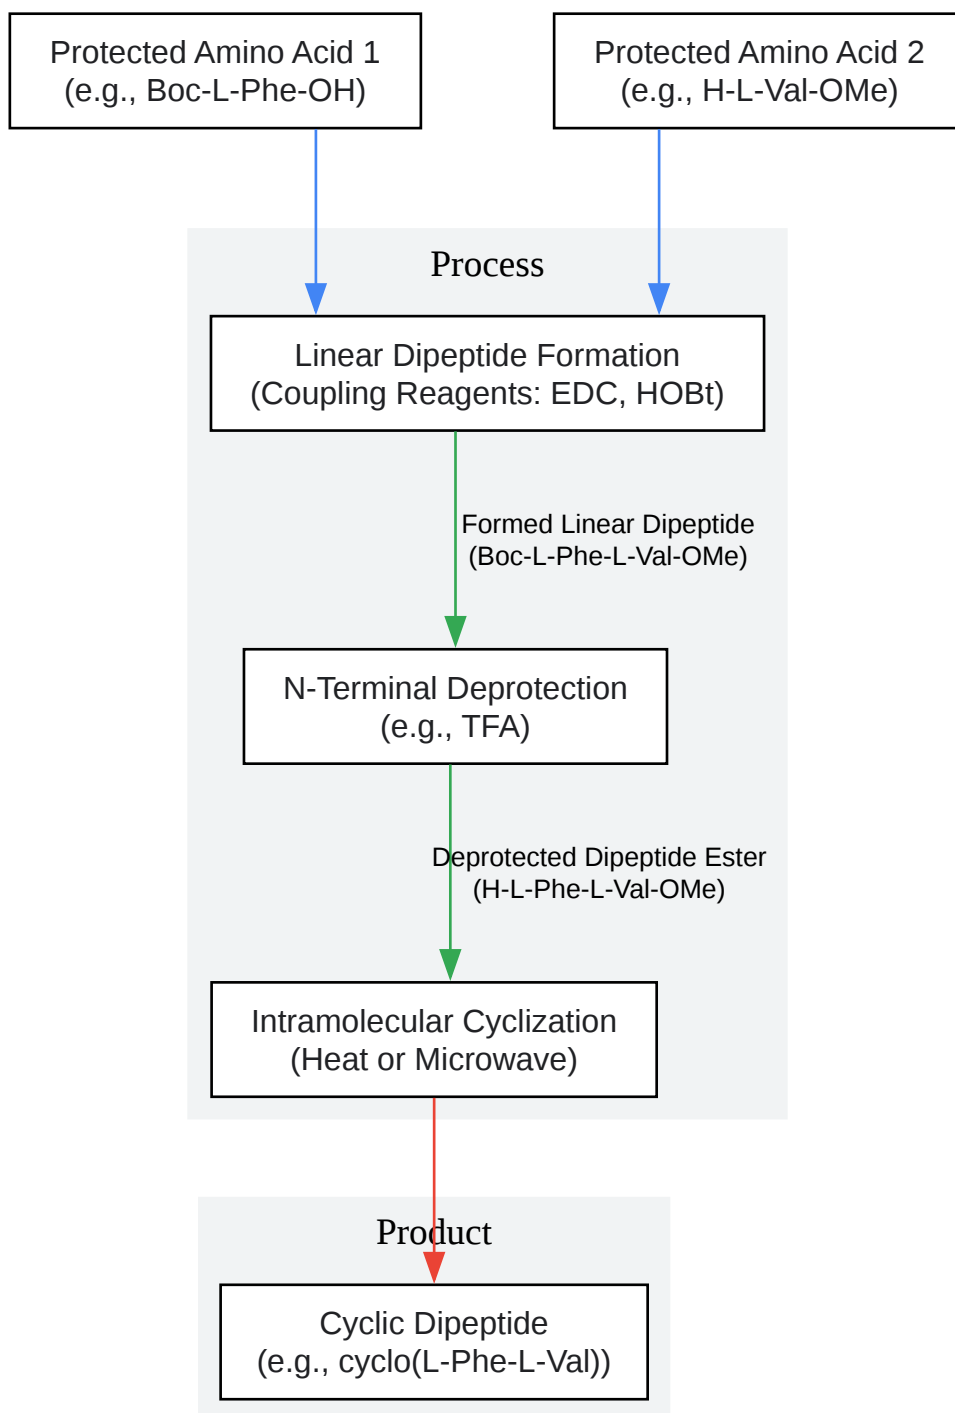 Protected Amino Acid 1
(e.g., Boc-L-Phe-OH)
Protected Amino Acid 2
(e.g., H-L-Val-OMe)
Process
Linear Dipeptide Formation
(Coupling Reagents: EDC, HOBt)
Formed Linear Dipeptide
(Boc-L-Phe-L-Val-OMe)
N-Terminal Deprotection
(e.g., TFA)
Deprotected Dipeptide Ester
(H-L-Phe-L-Val-OMe)
Intramolecular Cyclization
(Heat or Microwave)
Product
Cyclic Dipeptide
(e.g., cyclo(L-Phe-L-Val))